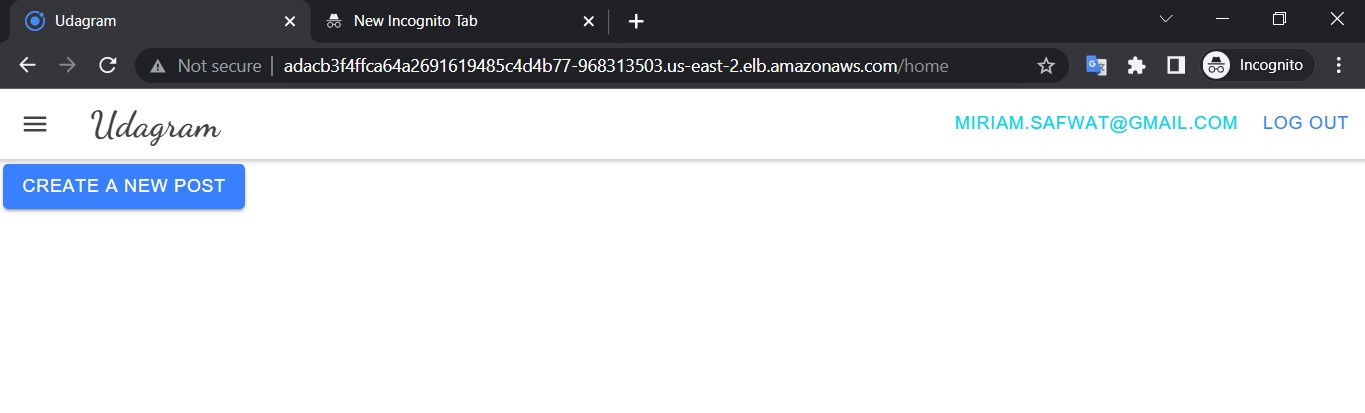 Udagram
New Incognito Tab
Not secure adacb3f4ffca64a2691619485c4d4b77-968313503.us-east-2.elb.amazonaws.com/home
Incognito
Udagram
MIRIAM.SAFWAT@GMAIL.COM
LOG OUT
CREATE A NEW POST